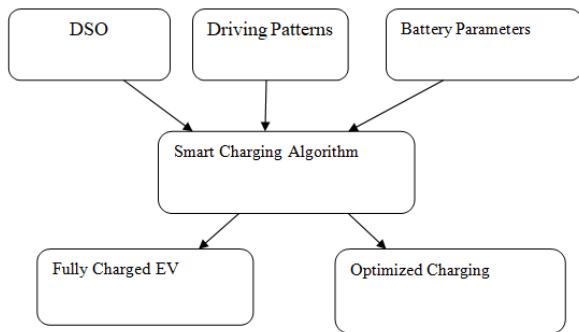 DSO
Driving Patterns
Battery Parameters
Smart Charging Algorithm
Fully Charged EV
Optimized Charging